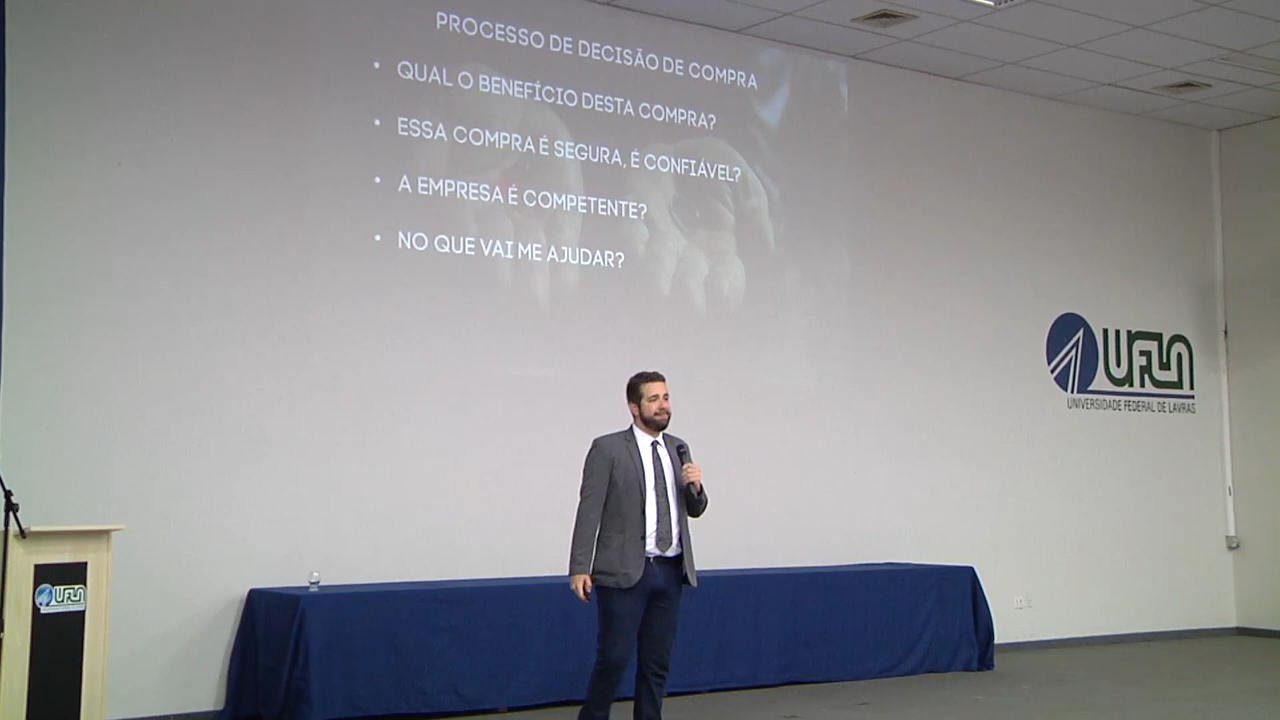 PROCESSO DE DECISÃO DE COMPRA
• QUAL O BENEFÍCIO DESTA COMPRA?
• ESSA COMPRA É SEGURA, É CONFIÁVEL?
• A EMPRESA É COMPETENTE?
• NO QUE VAI ME AJUDAR?
UFLA
UNIVERSIDADE FEDERAL DE LAVRAS
UFLA